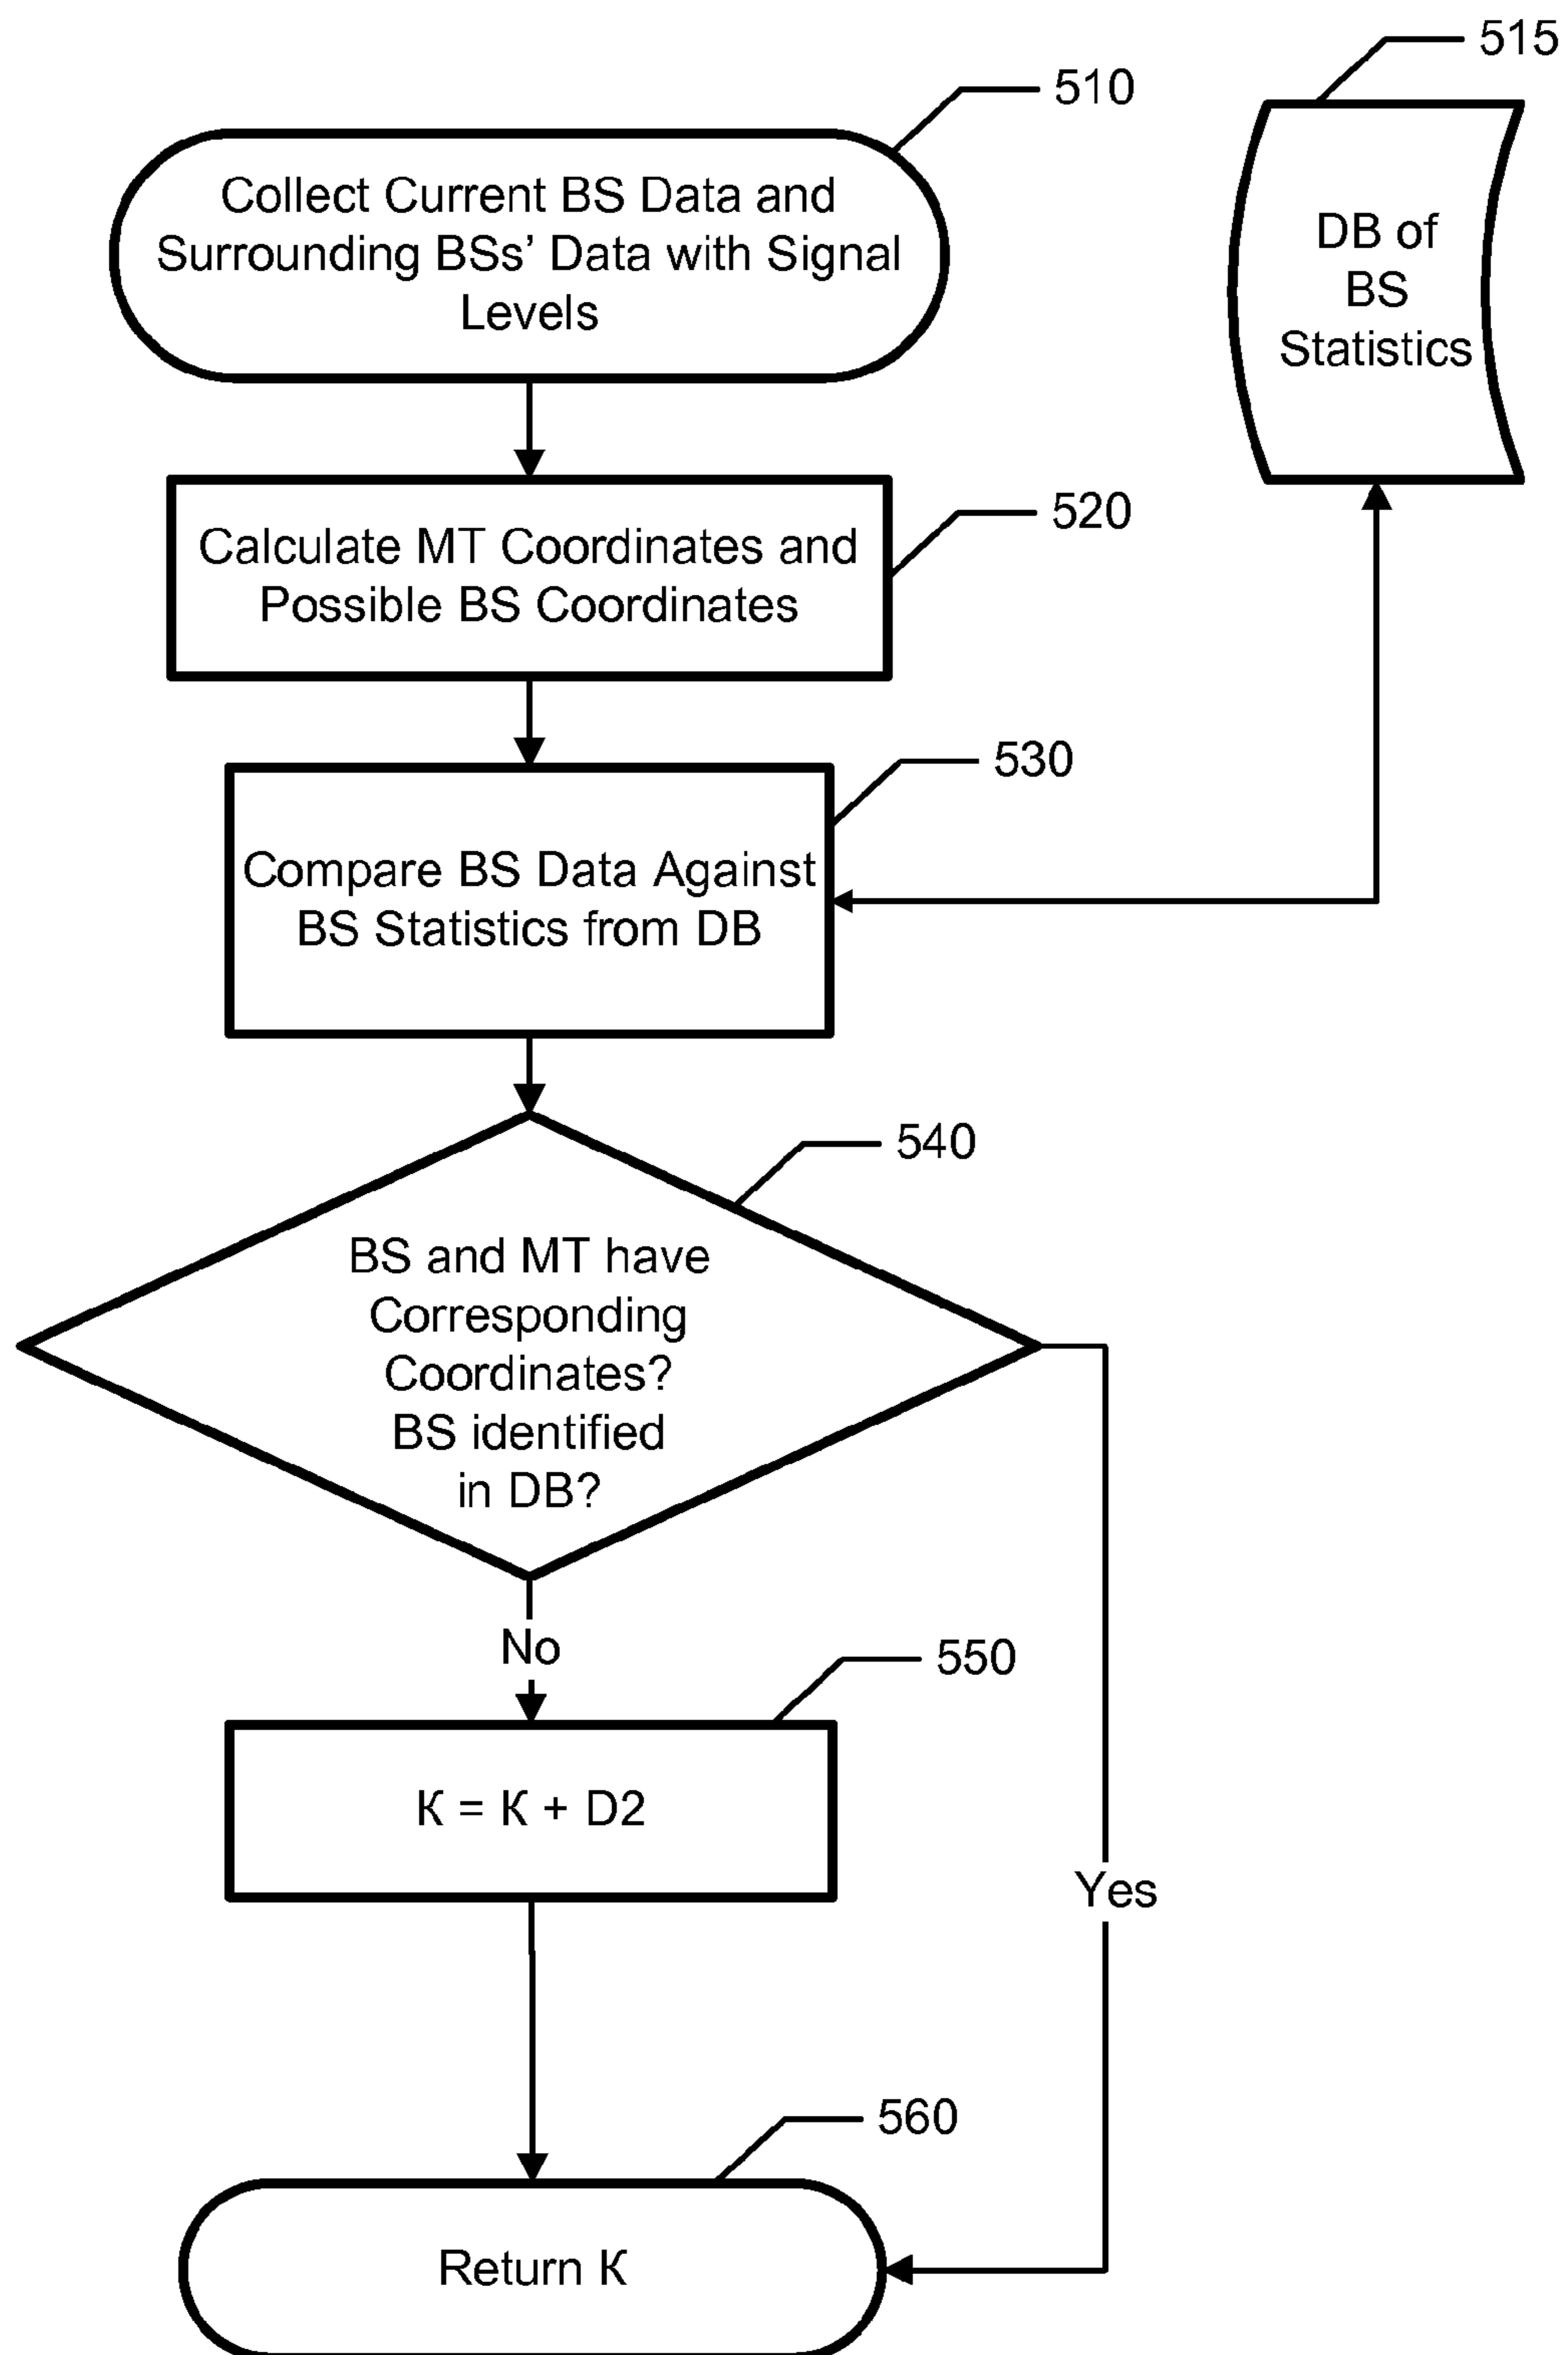 515
510
Collect Current BS Data and
Surrounding BSs’ Data with Signal
Levels
DB of
BS
Statistics
520
Calculate MT Coordinates and
Possible BS Coordinates
530
Compare BS Data Against
BS Statistics from DB
540
BS and MT have
Corresponding
Coordinates?
BS identified
in DB?
No
550
К = К + D2
Yes
560
Return К